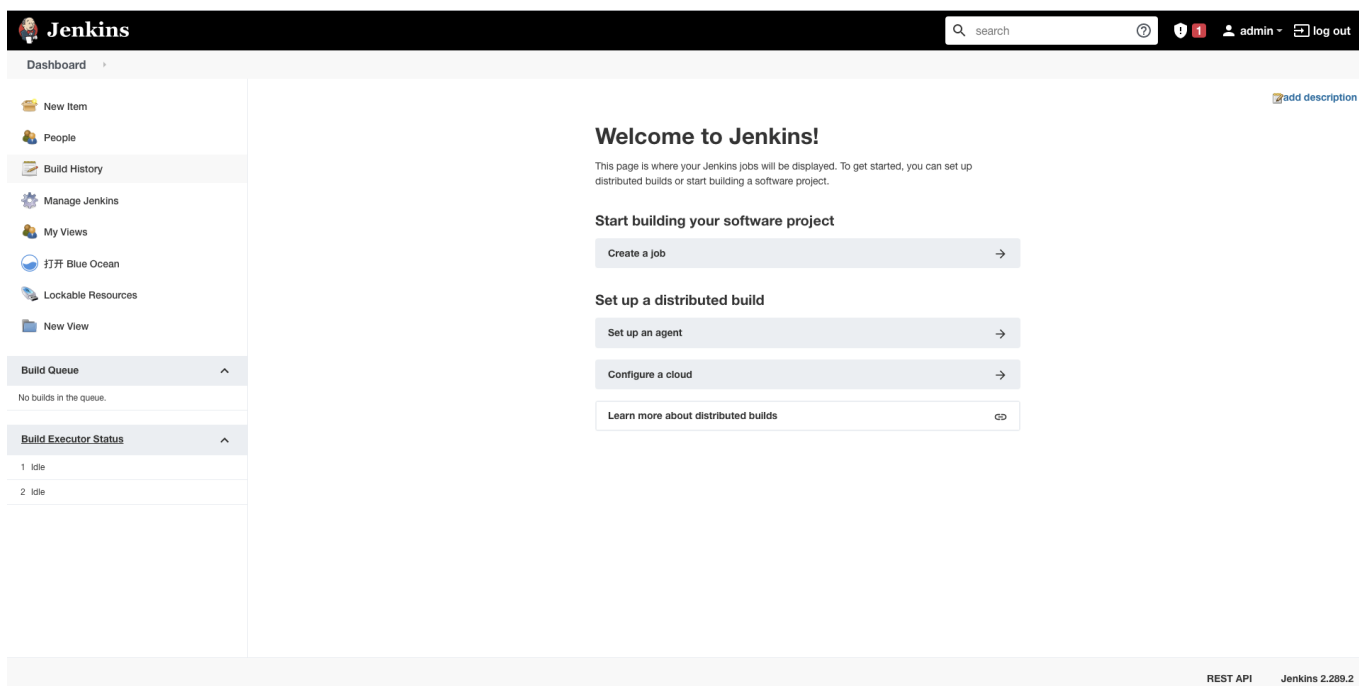 Jenkins
search
1
admin
log out
Dashboard
add description
New Item
People
Build History
Manage Jenkins
My Views
打开 Blue Ocean
Lockable Resources
New View
Build Queue
No builds in the queue.
Build Executor Status
1 Idle
2 Idle
Welcome to Jenkins!
This page is where your Jenkins jobs will be displayed. To get started, you can set up
distributed builds or start building a software project.
Start building your software project
Create a job
Set up a distributed build
Set up an agent
Configure a cloud
Learn more about distributed builds
REST API
Jenkins 2.289.2